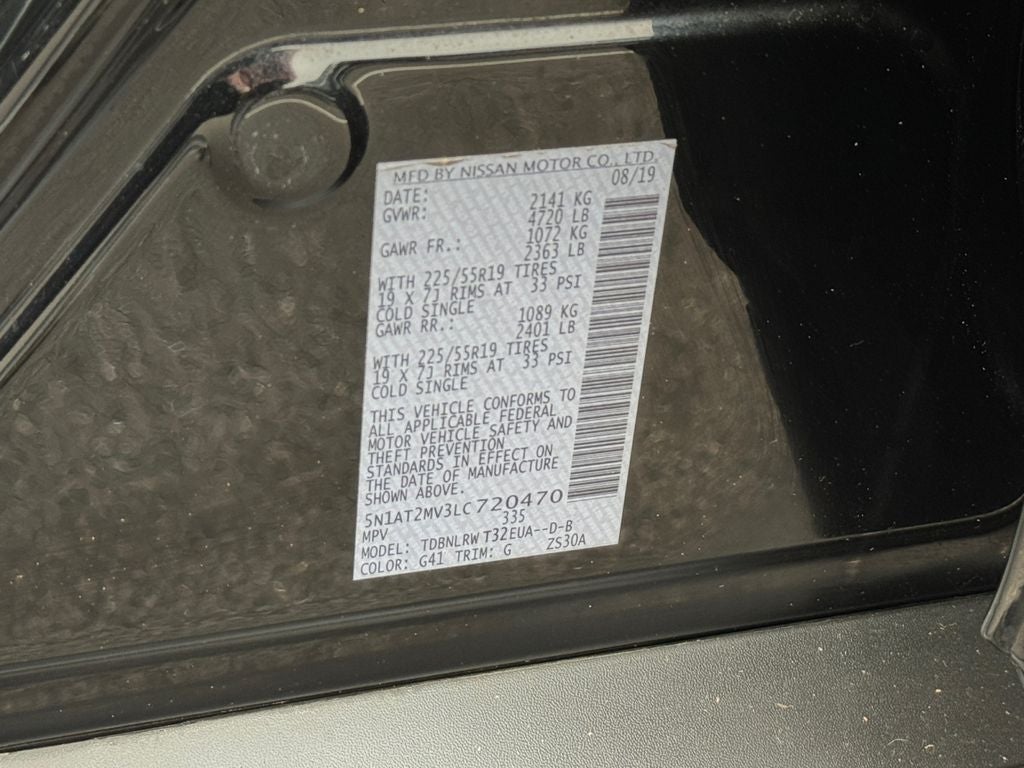 MFD BY NISSAN MOTOR CO., LTD.
DATE: 08/19
GVWR: 2141 KG
4720 LB
GAWR FR.: 1072 KG
2363 LB
WITH 225/55R19 TIRES
19 X 7J RIMS AT 33 PSI
COLD SINGLE
GAWR RR.: 1089 KG
2401 LB
WITH 225/55R19 TIRES
19 X 7J RIMS AT 33 PSI
COLD SINGLE
THIS VEHICLE CONFORMS TO
ALL APPLICABLE FEDERAL
MOTOR VEHICLE SAFETY AND
THEFT PREVENTION
STANDARDS IN EFFECT ON
THE DATE OF MANUFACTURE
SHOWN ABOVE.
5N1AT2MV3LC720470
MPV 335
MODEL: TDBNLRWT32EUA--D-B
COLOR: G41 TRIM: G ZS30A